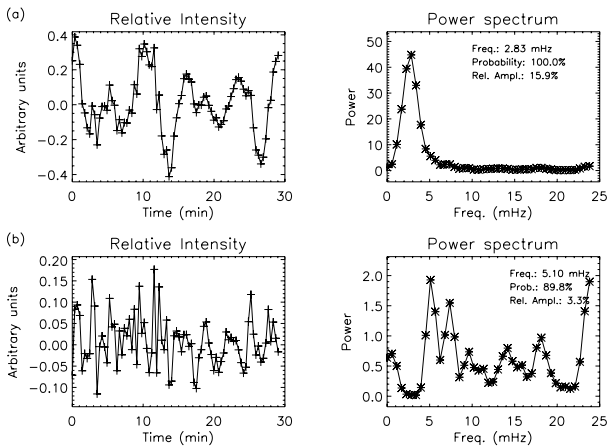 (a)
Relative Intensity
Power spectrum
0.4
0.2
0.0
-0.2
-0.4
Arbitrary units
0
10
20
30
Time (min)
50
40
30
20
10
0
Power
Freq.: 2.83 mHz
Probability: 100.0%
Rel. Ampl.: 15.9%
0
5
10
15
20
25
Freq. (mHz)
(b)
Relative Intensity
Power spectrum
0.20
0.15
0.10
0.05
0.00
-0.05
-0.10
Arbitrary units
0
10
20
30
Time (min)
2.0
1.5
1.0
0.5
0.0
Power
Freq.: 5.10 mHz
Prob.: 89.8%
Rel. Ampl.: 3.3%
0
5
10
15
20
25
Freq. (mHz)